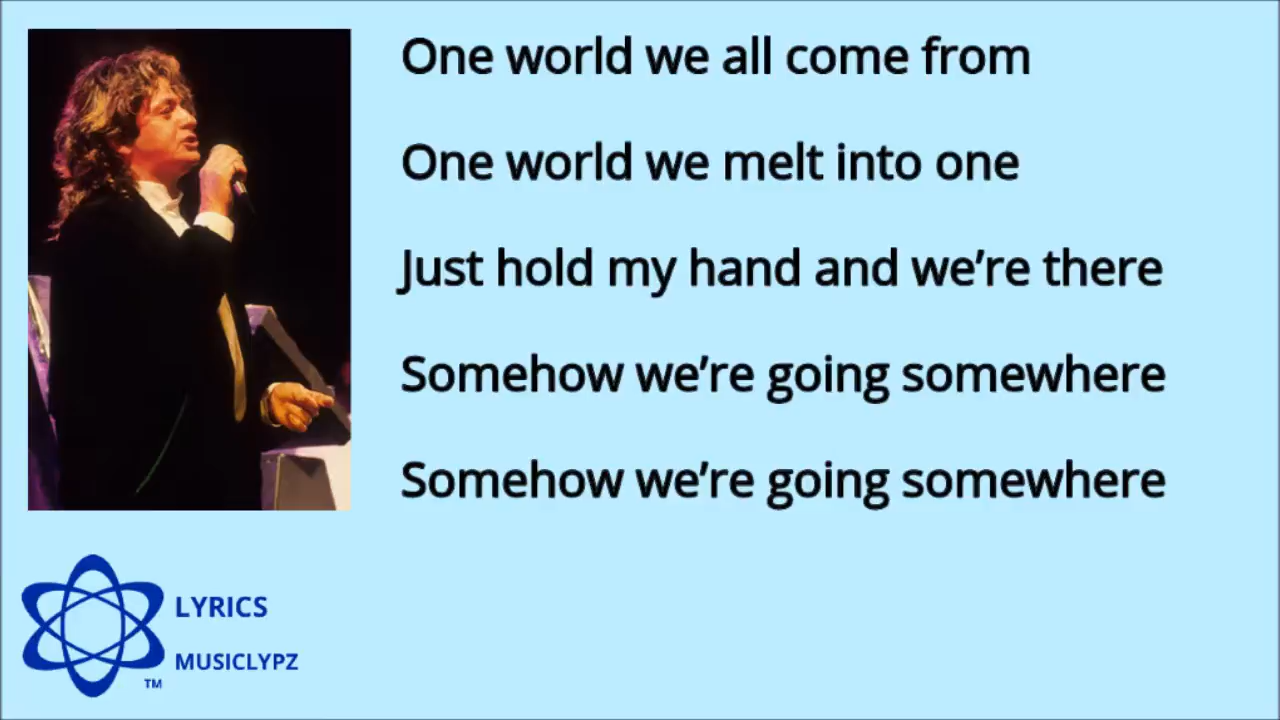 One world we all come from
One world we melt into one
Just hold my hand and we’re there
Somehow we’re going somewhere
Somehow we’re going somewhere
LYRICS
MUSICLYPZ
TM